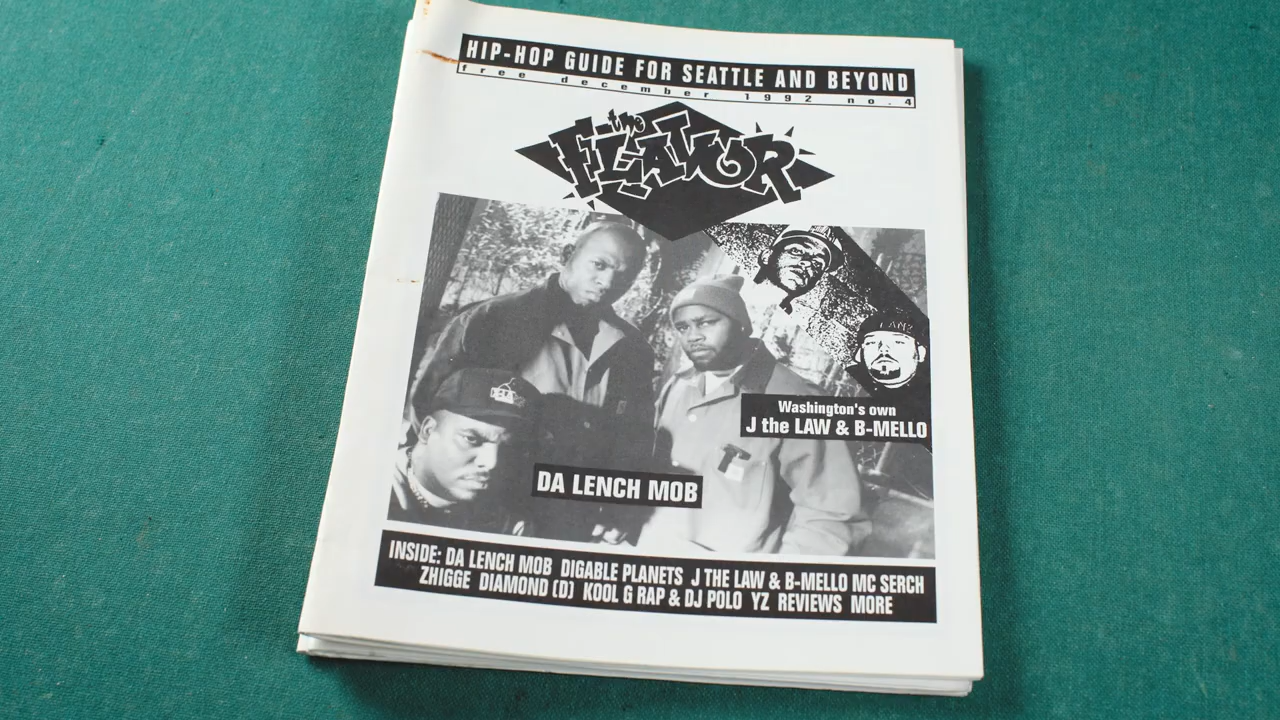 HIP-HOP GUIDE FOR SEATTLE AND BEYOND
free december 1992 no.4
the
FLAVOR
Washington's own
J the LAW & B-MELLO
DA LENCH MOB
INSIDE: DA LENCH MOB DIGABLE PLANETS J THE LAW & B-MELLO MC SERCH
ZHIGGE DIAMOND (D) KOOL G RAP & DJ POLO YZ REVIEWS MORE